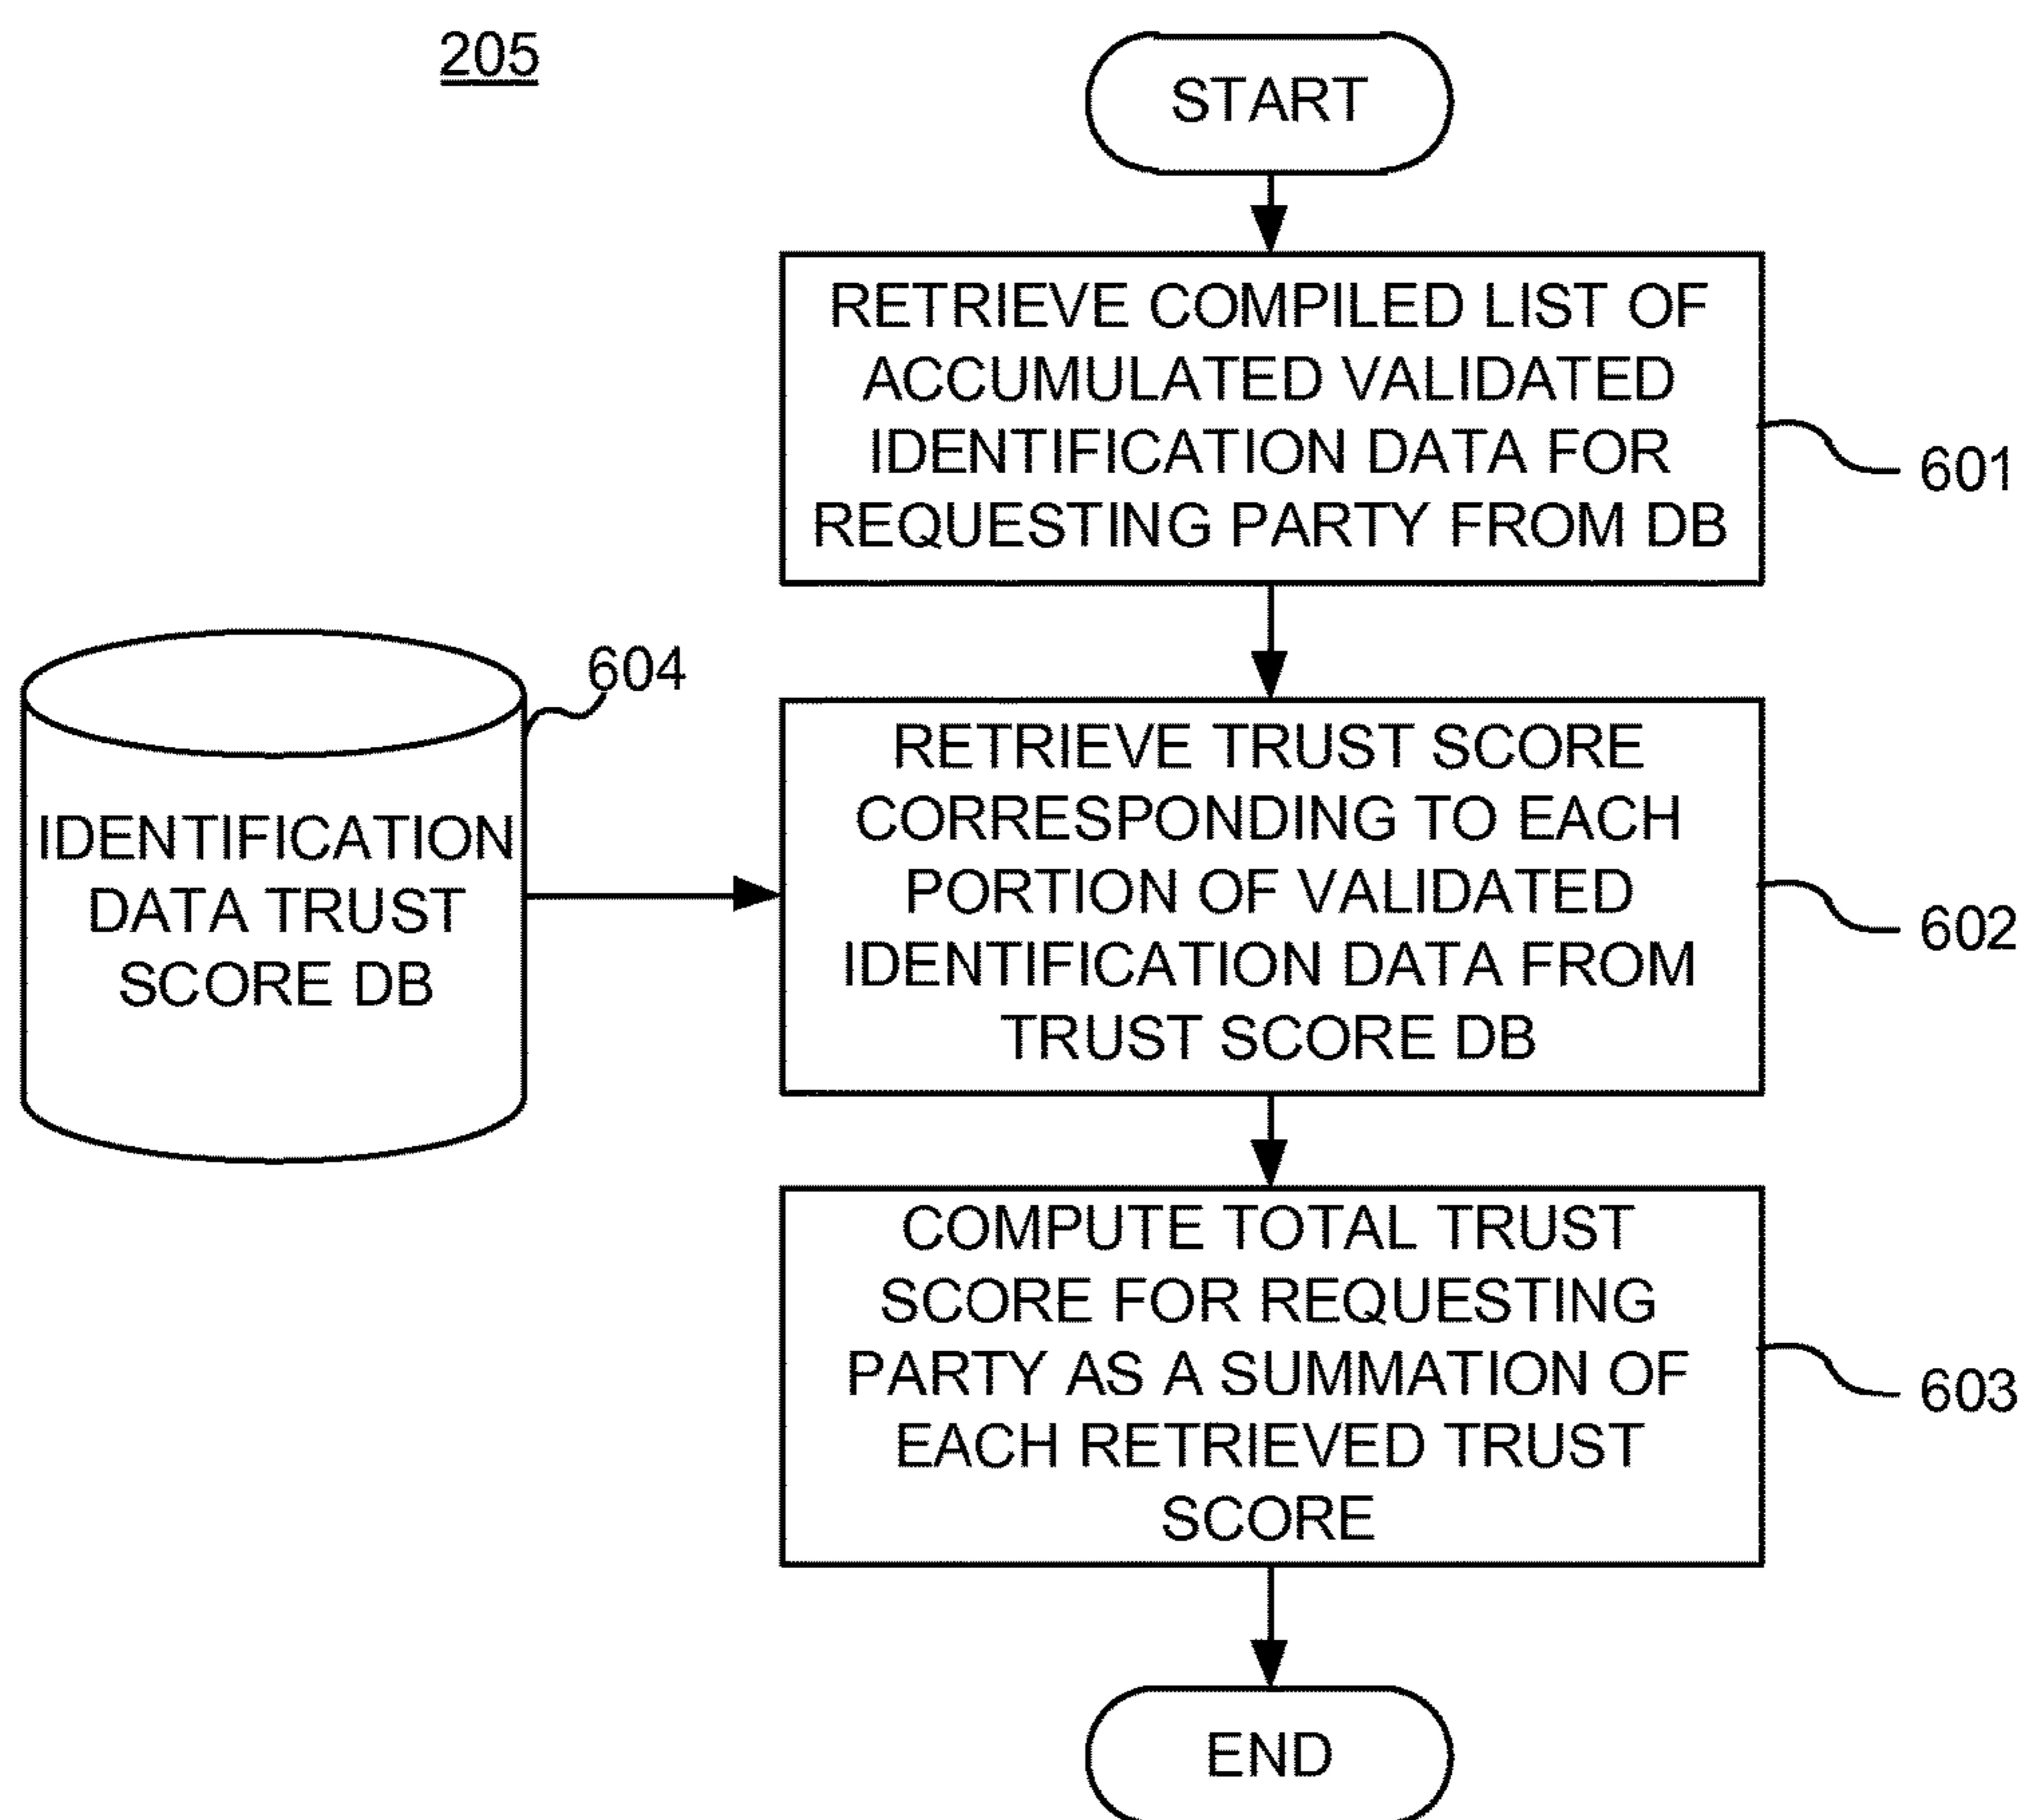 205
START
RETRIEVE COMPILED LIST OF
ACCUMULATED VALIDATED
IDENTIFICATION DATA FOR
REQUESTING PARTY FROM DB
601
604
IDENTIFICATION
DATA TRUST
SCORE DB
RETRIEVE TRUST SCORE
CORRESPONDING TO EACH
PORTION OF VALIDATED
IDENTIFICATION DATA FROM
TRUST SCORE DB
602
COMPUTE TOTAL TRUST
SCORE FOR REQUESTING
PARTY AS A SUMMATION OF
EACH RETRIEVED TRUST
SCORE
603
END